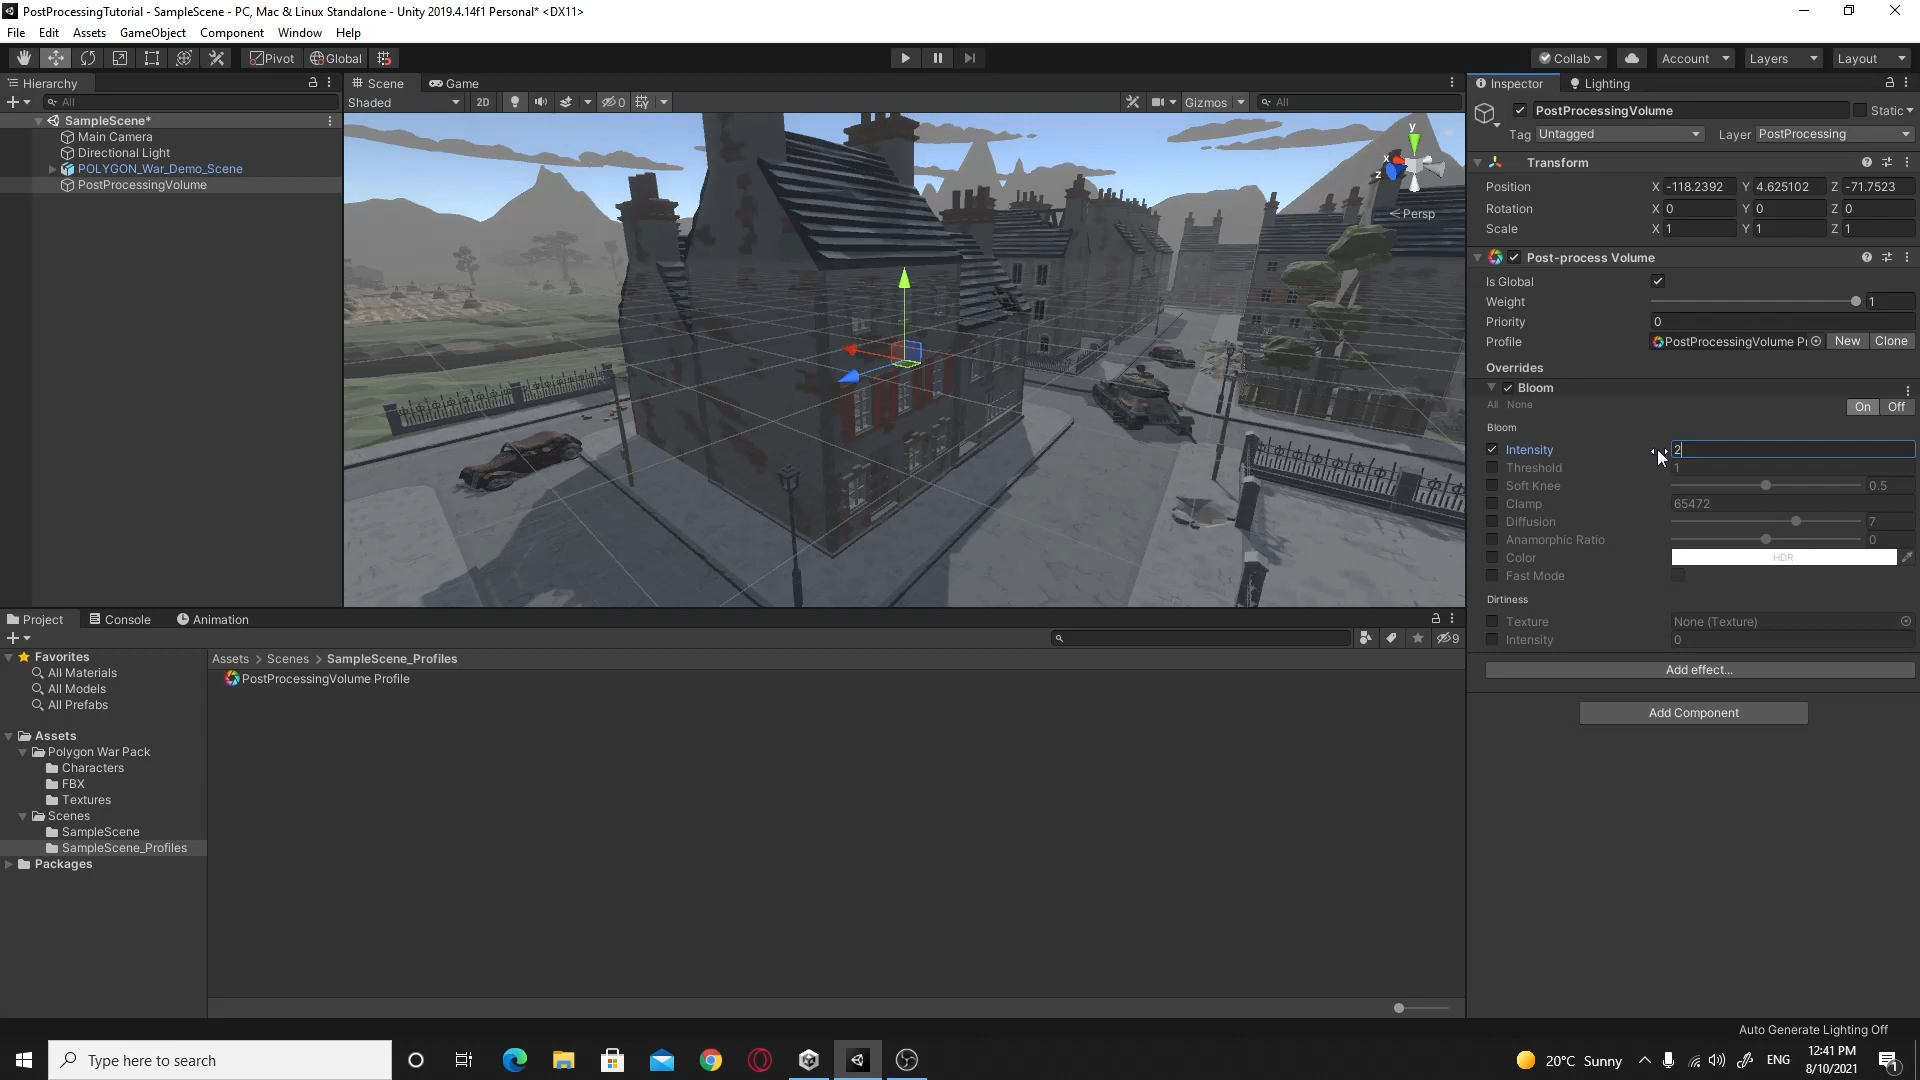 PostProcessingTutorial - SampleScene - PC, Mac & Linux Standalone - Unity 2019.4.14f1 Personal* <DX11>
File Edit Assets GameObject Component Window Help
Pivot Global Collab Account Layers Layout
Hierarchy
All
SampleScene*
Main Camera
Directional Light
POLYGON_War_Demo_Scene
PostProcessingVolume
Scene Game
Shaded 2D 0 Gizmos All
y
x
z
Persp
Inspector Lighting
PostProcessingVolume Static
Tag Untagged Layer PostProcessing
Transform
Position X -118.2392 Y 4.625102 Z -71.7523
Rotation X 0 Y 0 Z 0
Scale X 1 Y 1 Z 1
Post-process Volume
Is Global
Weight 1
Priority 0
Profile PostProcessingVolume Pr New Clone
Overrides
Bloom
All None On Off
Bloom
Intensity 2
Threshold 1
Soft Knee 0.5
Clamp 65472
Diffusion 7
Anamorphic Ratio 0
Color HDR
Fast Mode
Dirtiness
Texture None (Texture)
Intensity 0
Add effect...
Add Component
Project Console Animation
9
Favorites
All Materials
All Models
All Prefabs
Assets
Polygon War Pack
Characters
FBX
Textures
Scenes
SampleScene
SampleScene_Profiles
Packages
Assets > Scenes > SampleScene_Profiles
PostProcessingVolume Profile
Auto Generate Lighting Off
Type here to search
20°C Sunny ENG
12:41 PM
8/10/2021
1